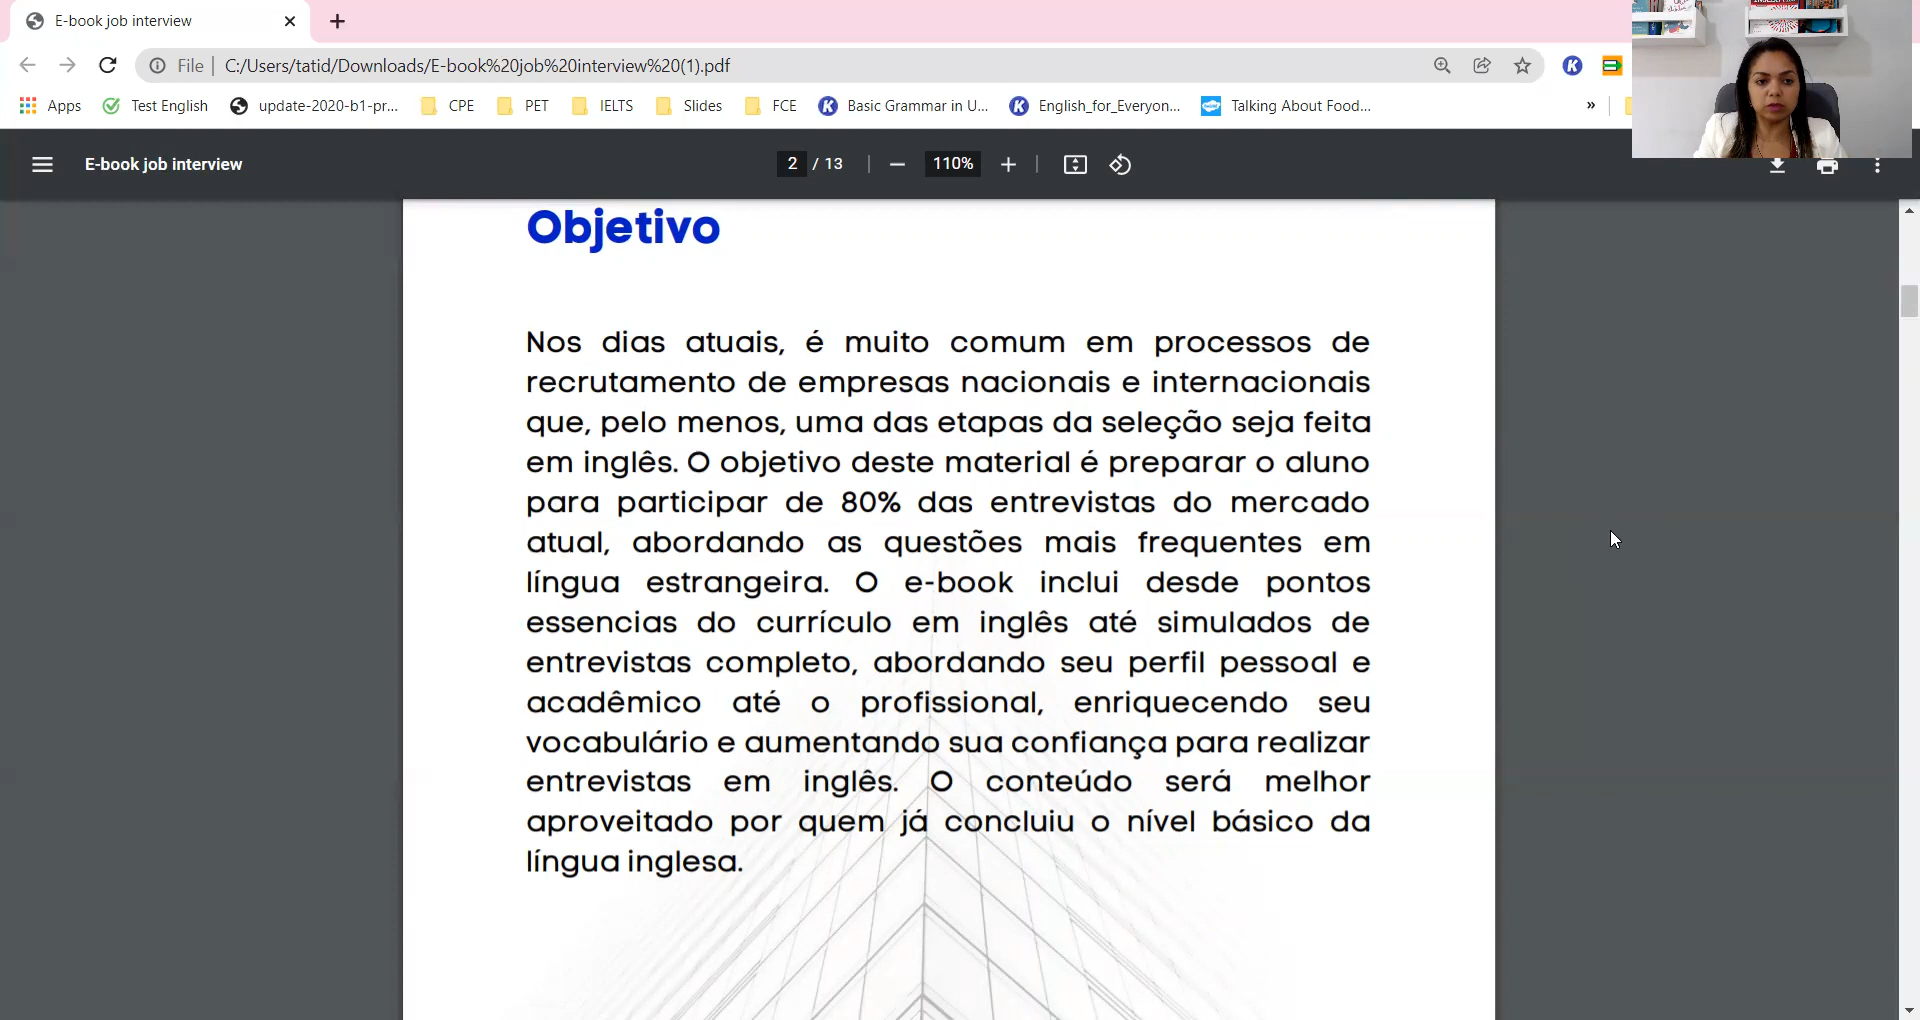 E-book job interview
File
C:/Users/tatid/Downloads/E-book%20job%20interview%20(1).pdf
Apps
Test English
update-2020-b1-pr...
CPE
PET
IELTS
Slides
FCE
Basic Grammar in U...
English_for_Everyon...
Talking About Food...
»
E-book job interview
2 / 13
110%
Objetivo
Nos dias atuais, é muito comum em processos de
recrutamento de empresas nacionais e internacionais
que, pelo menos, uma das etapas da seleção seja feita
em inglês. O objetivo deste material é preparar o aluno
para participar de 80% das entrevistas do mercado
atual, abordando as questões mais frequentes em
língua estrangeira. O e-book inclui desde pontos
essencias do currículo em inglês até simulados de
entrevistas completo, abordando seu perfil pessoal e
acadêmico até o profissional, enriquecendo seu
vocabulário e aumentando sua confiança para realizar
entrevistas em inglês. O conteúdo será melhor
aproveitado por quem já concluiu o nível básico da
língua inglesa.